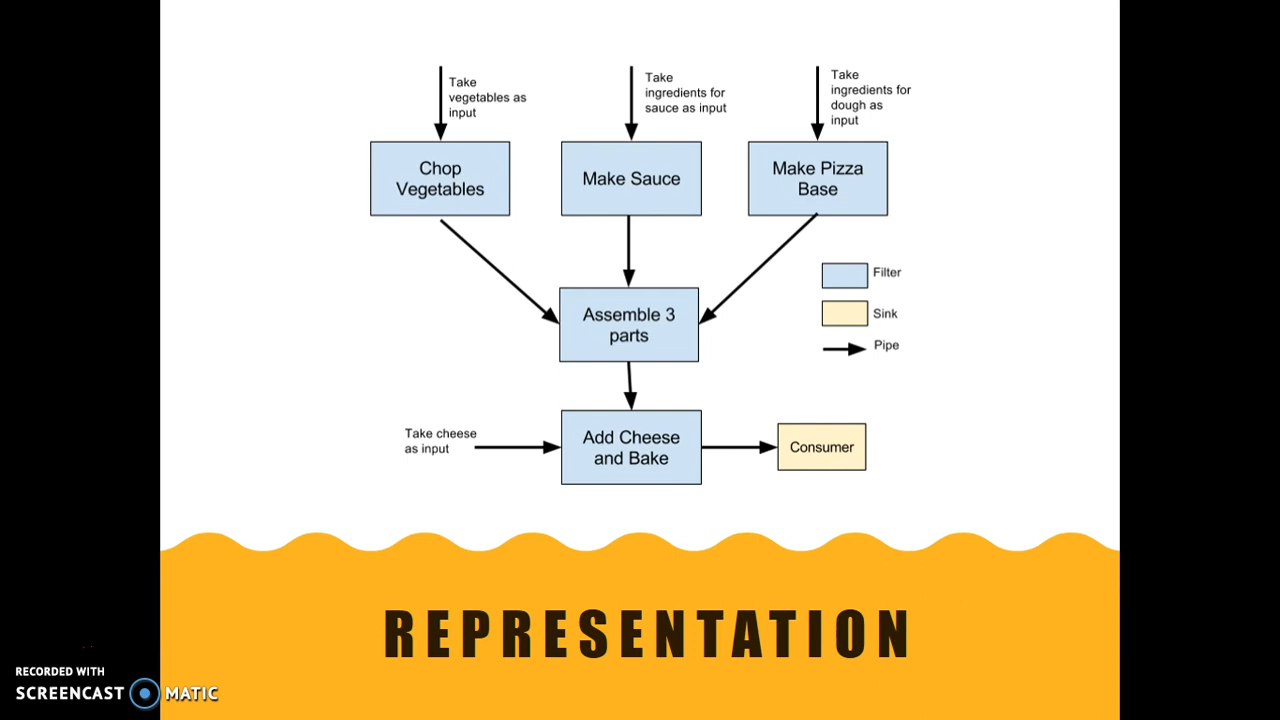 Take
vegetables as
input
Take
ingredients for
sauce as input
Take
ingredients for
dough as
input
Chop
Vegetables
Make Sauce
Make Pizza
Base
Assemble 3
parts
Filter
Sink
Pipe
Take cheese
as input
Add Cheese
and Bake
Consumer
REPRESENTATION
RECORDED WITH
SCREENCAST MATIC